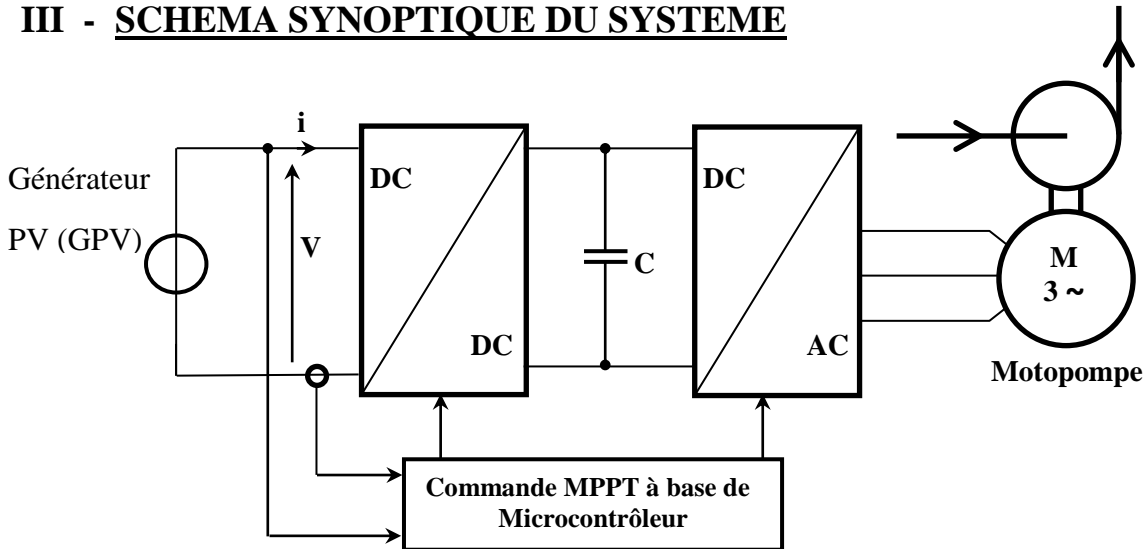 III - SCHEMA SYNOPTIQUE DU SYSTEME
i
Générateur
PV (GPV)
V
DC
DC
C
DC
AC
M
3 ~
Motopompe
Commande MPPT à base de
Microcontrôleur